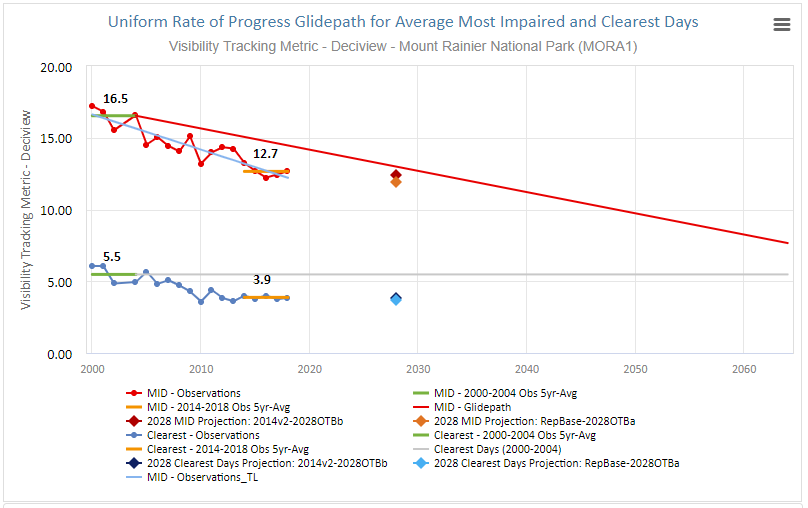 Uniform Rate of Progress Glidepath for Average Most Impaired and Clearest Days
Visibility Tracking Metric - Deciview - Mount Rainier National Park (MORA1)
Visibility Tracking Metric - Deciview
20.00
15.00
10.00
5.00
0.00
16.5
12.7
5.5
3.9
2000 2010 2020 2030 2040 2050 2060
MID - Observations MID - 2000-2004 Obs 5yr-Avg
MID - 2014-2018 Obs 5yr-Avg MID - Glidepath
2028 MID Projection: 2014v2-2028OTBb 2028 MID Projection: RepBase-2028OTBa
Clearest - Observations Clearest - 2000-2004 Obs 5yr-Avg
Clearest - 2014-2018 Obs 5yr-Avg Clearest Days (2000-2004)
2028 Clearest Days Projection: 2014v2-2028OTBb 2028 Clearest Days Projection: RepBase-2028OTBa
MID - Observations_TL